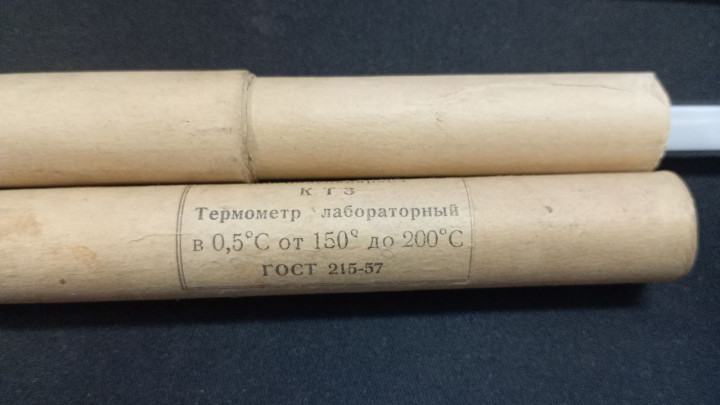 КТЗ
Термометр лабораторный
в 0,5°С от 150° до 200°С
ГОСТ 215-57